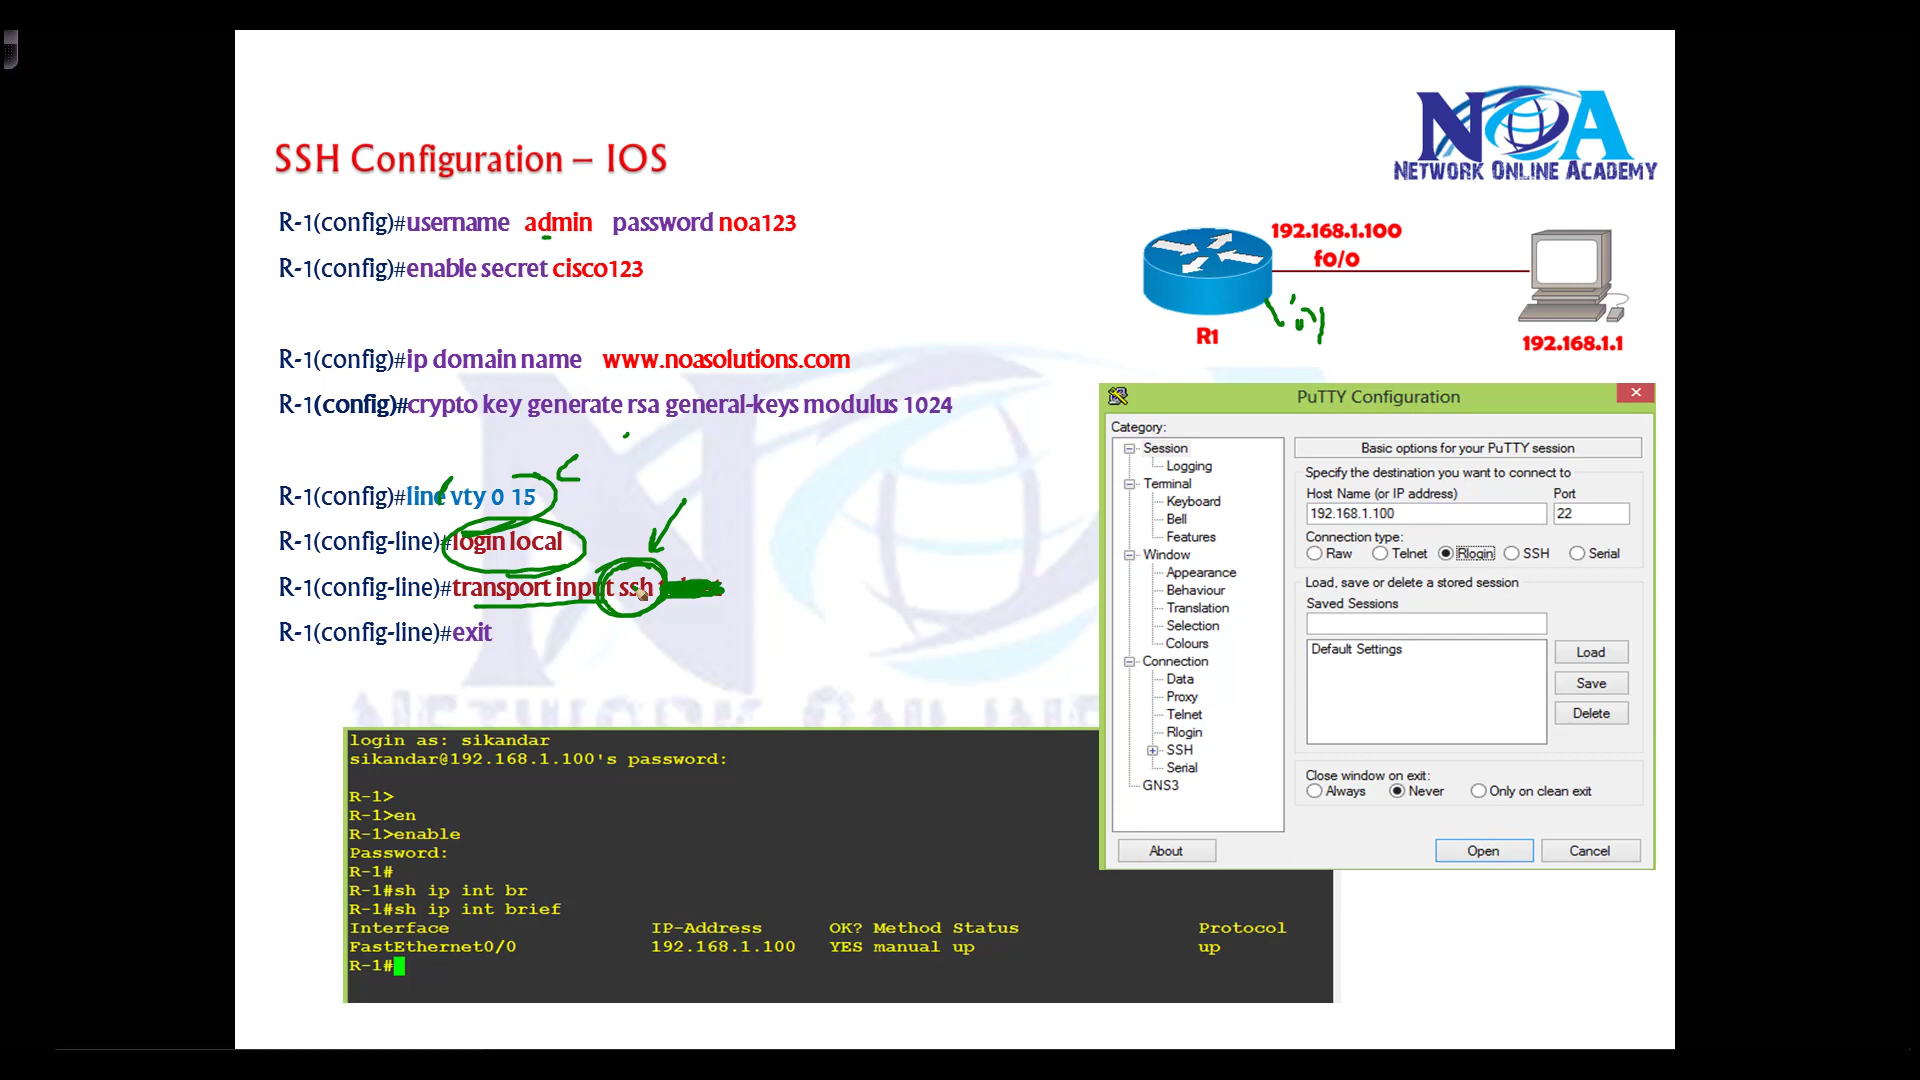 NOA
NETWORK ONLINE ACADEMY
SSH Configuration – IOS
R-1(config)#username admin password noa123
R-1(config)#enable secret cisco123
R-1(config)#ip domain name www.noasolutions.com
R-1(config)#crypto key generate rsa general-keys modulus 1024
R-1(config)#line vty 0 15
R-1(config-line)#login local
R-1(config-line)#transport input ssh
R-1(config-line)#exit
192.168.1.100
f0/0
R1
192.168.1.1
PuTTY Configuration
Category:
Session
Logging
Terminal
Keyboard
Bell
Features
Window
Appearance
Behaviour
Translation
Selection
Colours
Connection
Data
Proxy
Telnet
Rlogin
SSH
Serial
GNS3
Basic options for your PuTTY session
Specify the destination you want to connect to
Host Name (or IP address) Port
192.168.1.100 22
Connection type:
Raw Telnet Rlogin SSH Serial
Load, save or delete a stored session
Saved Sessions
Default Settings
Load
Save
Delete
Close window on exit:
Always Never Only on clean exit
About Open Cancel
login as: sikandar
sikandar@192.168.1.100's password:
R-1>
R-1>en
R-1>enable
Password:
R-1#
R-1#sh ip int br
R-1#sh ip int brief
Interface IP-Address OK? Method Status Protocol
FastEthernet0/0 192.168.1.100 YES manual up up
R-1#